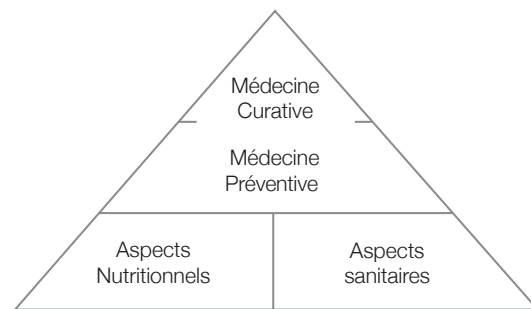 Médecine
Curative
Médecine
Préventive
Aspects
Nutritionnels
Aspects
sanitaires